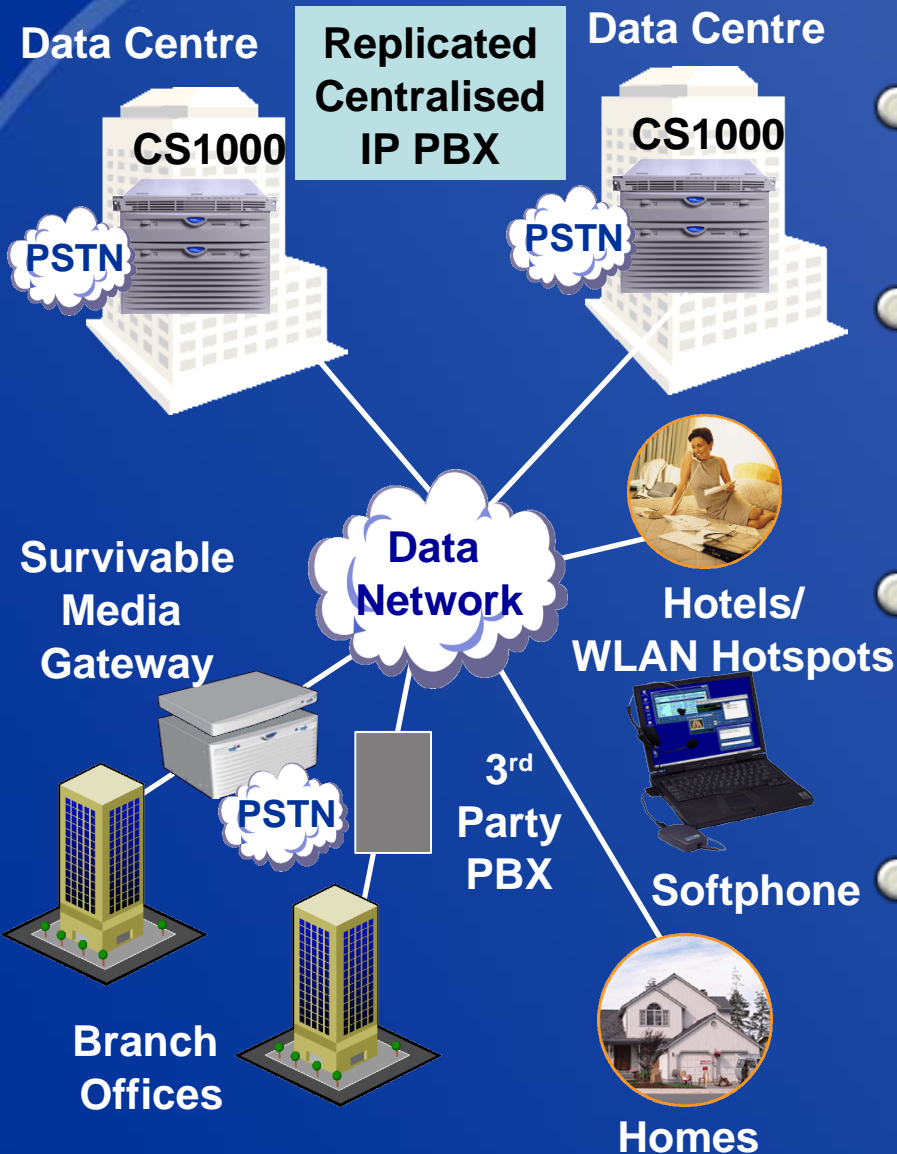 Data Centre
Replicated
Centralised
IP PBX
Data Centre
CS1000
CS1000
PSTN
PSTN
Data
Network
Survivable
Media
Gateway
Hotels/
WLAN Hotspots
PSTN
3rd
Party
PBX
Softphone
Branch
Offices
Homes